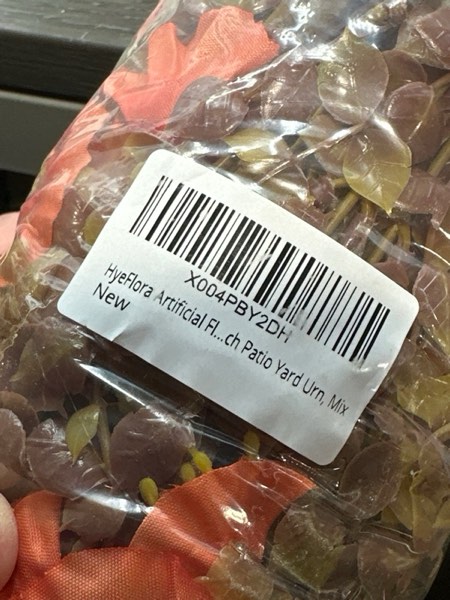 X004PBY2DH
HyeFlora Artificial Fl...ch Patio Yard Urn, Mix
New